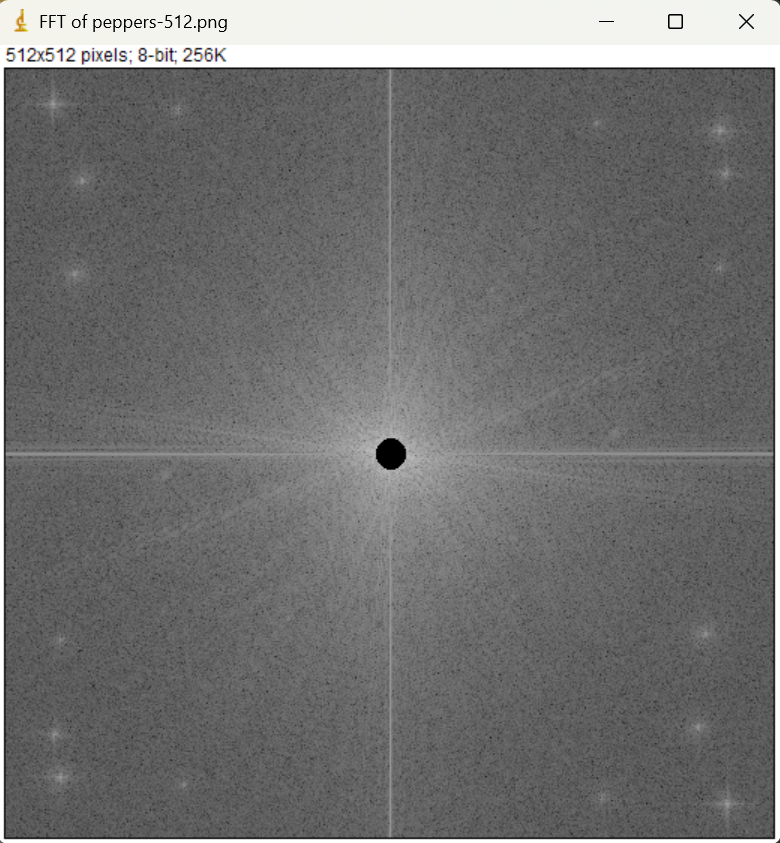 FFT of peppers-512.png
512x512 pixels; 8-bit; 256K